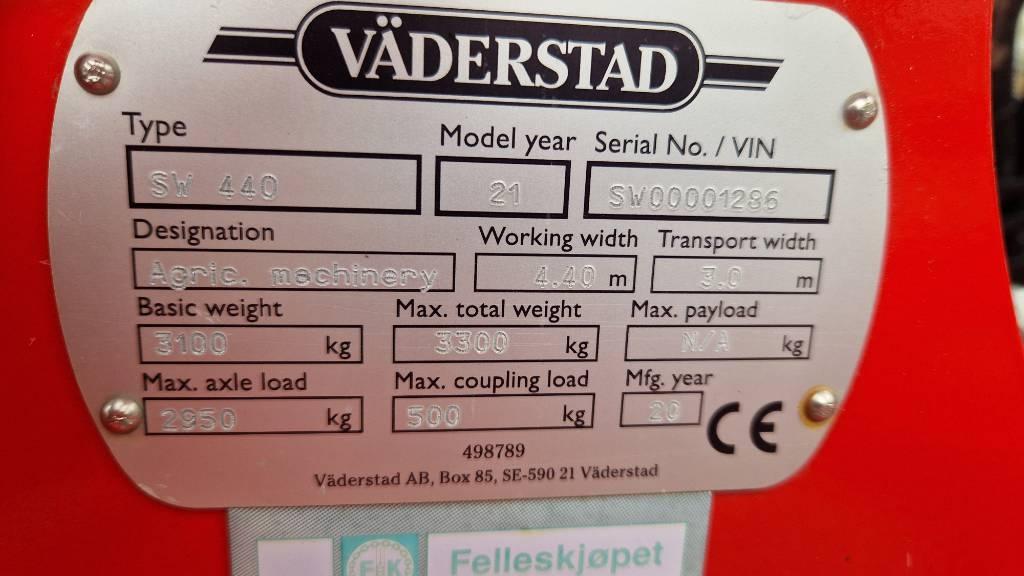 VÄDERSTAD
Type Model year Serial No. / VIN
SW 440 21 SW00001286
Designation Working width Transport width
Agric. machinery 4.40 m 3.0 m
Basic weight Max. total weight Max. payload
3100 kg 3300 kg N/A kg
Max. axle load Max. coupling load Mfg. year
2950 kg 500 kg 20 CE
498789
Väderstad AB, Box 85, SE-590 21 Väderstad
FK Felleskjøpet